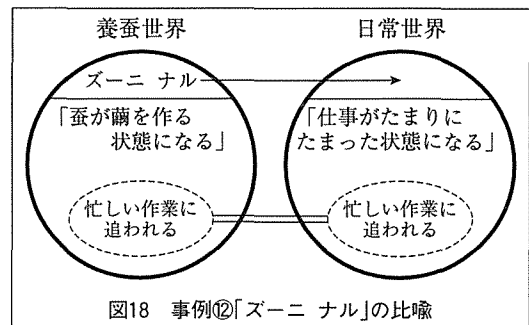 養蚕世界
日常世界
ズーニ ナル
「蚕が繭を作る
状態になる」
「仕事がたまりに
たまった状態になる」
忙しい作業に
追われる
忙しい作業に
追われる
図18 事例⑫「ズーニ ナル」の比喩